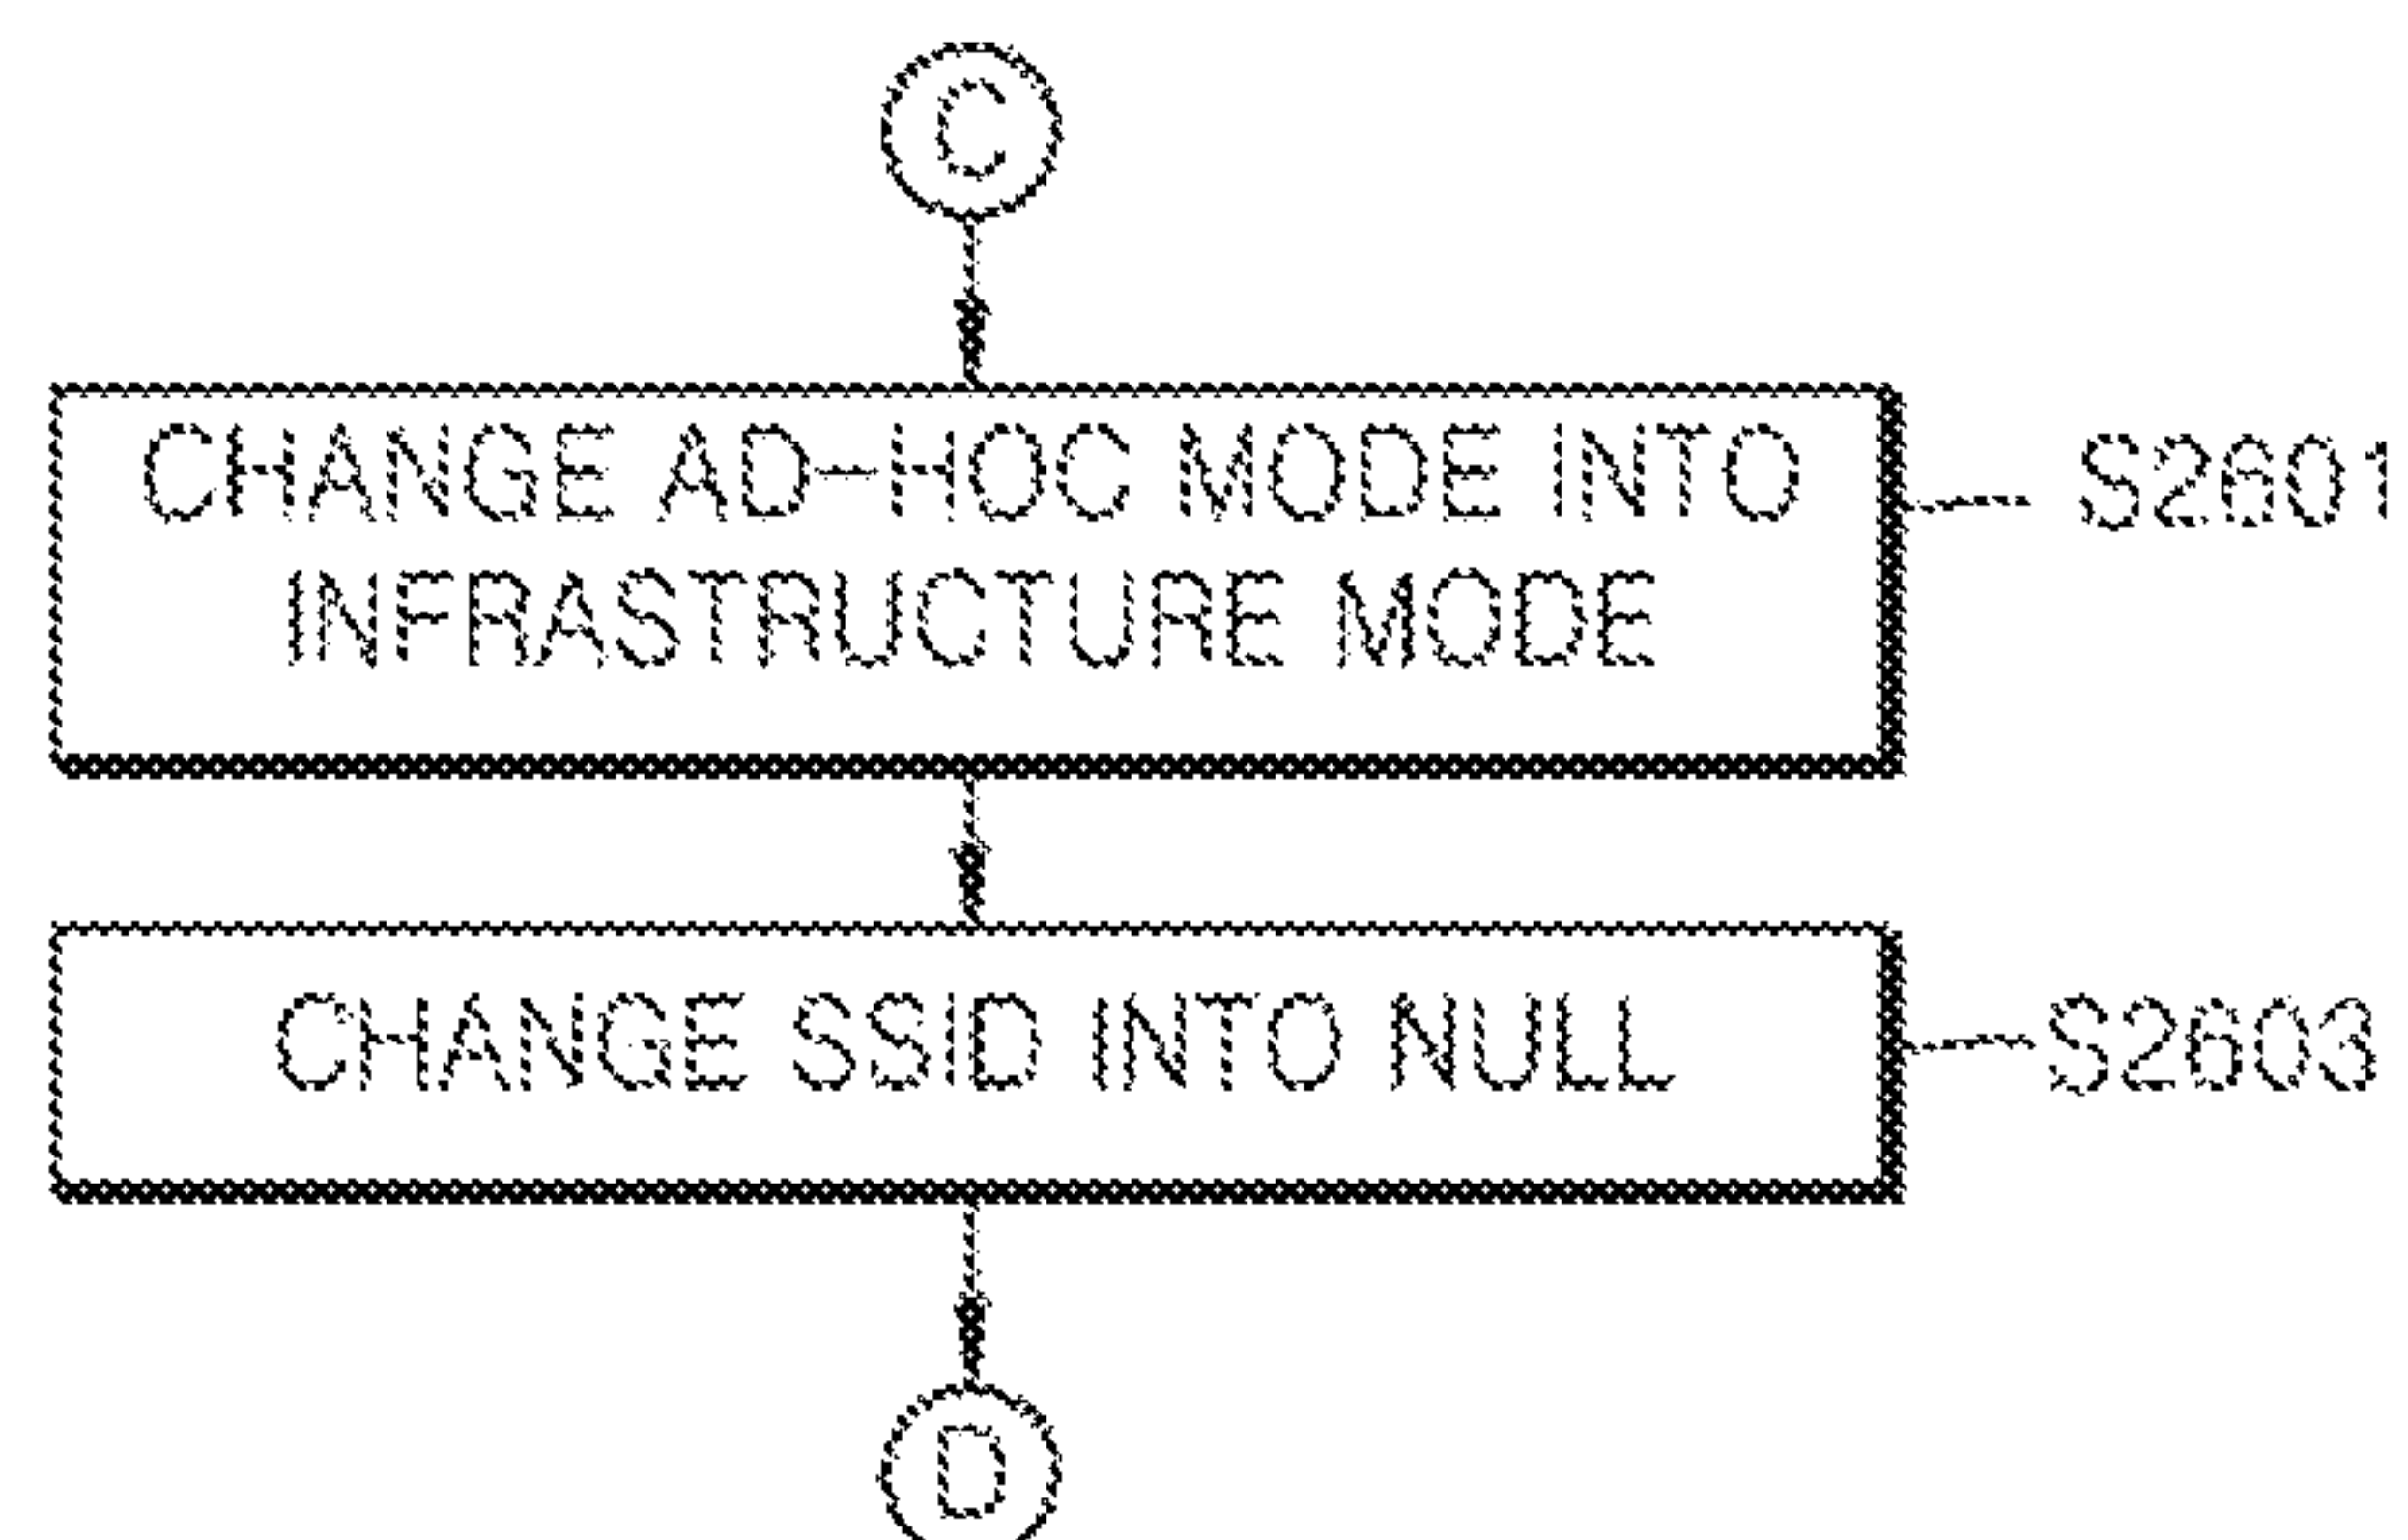 C
CHANGE AD-HOC MODE INTO
INFRASTRUCTURE MODE
S2601
CHANGE SSID INTO NULL
S2603
D